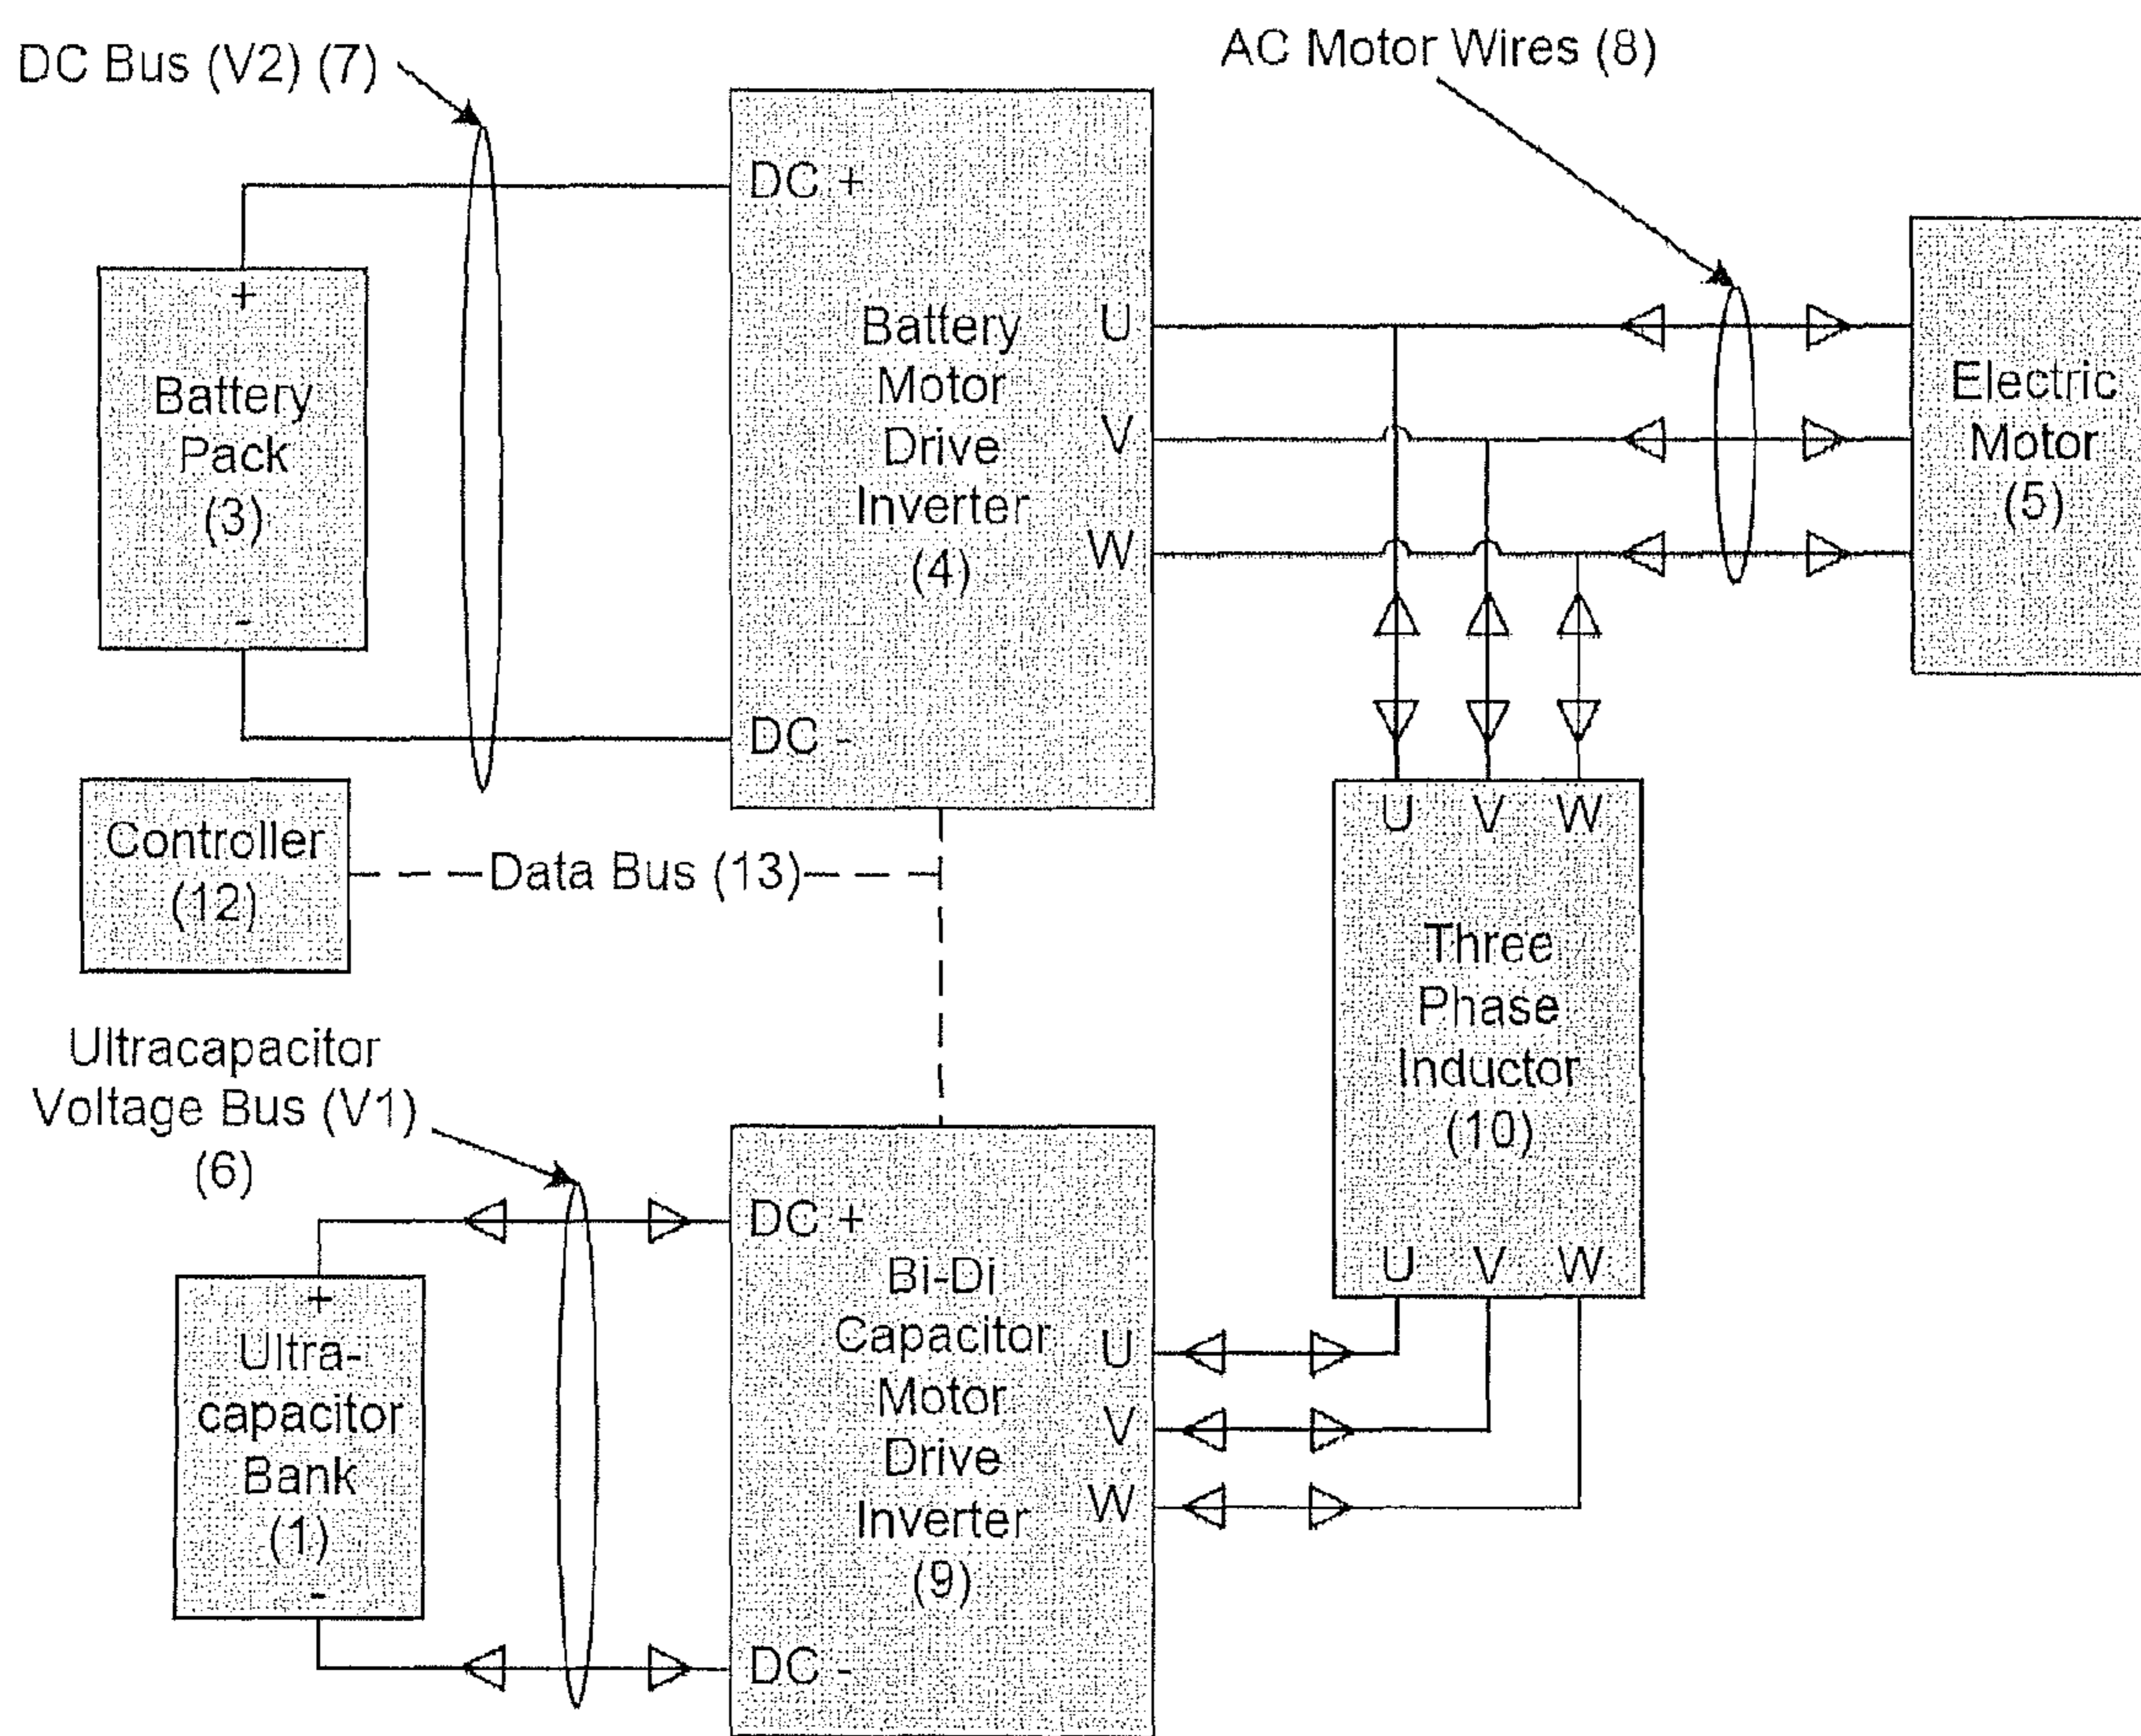 DC Bus (V2) (7)
AC Motor Wires (8)
DC +
Battery
Motor
Drive
Inverter
(4)
U
V
W
DC -
+
Battery
Pack
(3)
-
Electric
Motor
(5)
Controller
(12)
Data Bus (13)
U V W
Three
Phase
Inductor
(10)
U V W
Ultracapacitor
Voltage Bus (V1)
(6)
+
Ultra-
capacitor
Bank
(1)
-
DC +
Bi-Di
Capacitor
Motor
Drive
Inverter
(9)
U
V
W
DC -